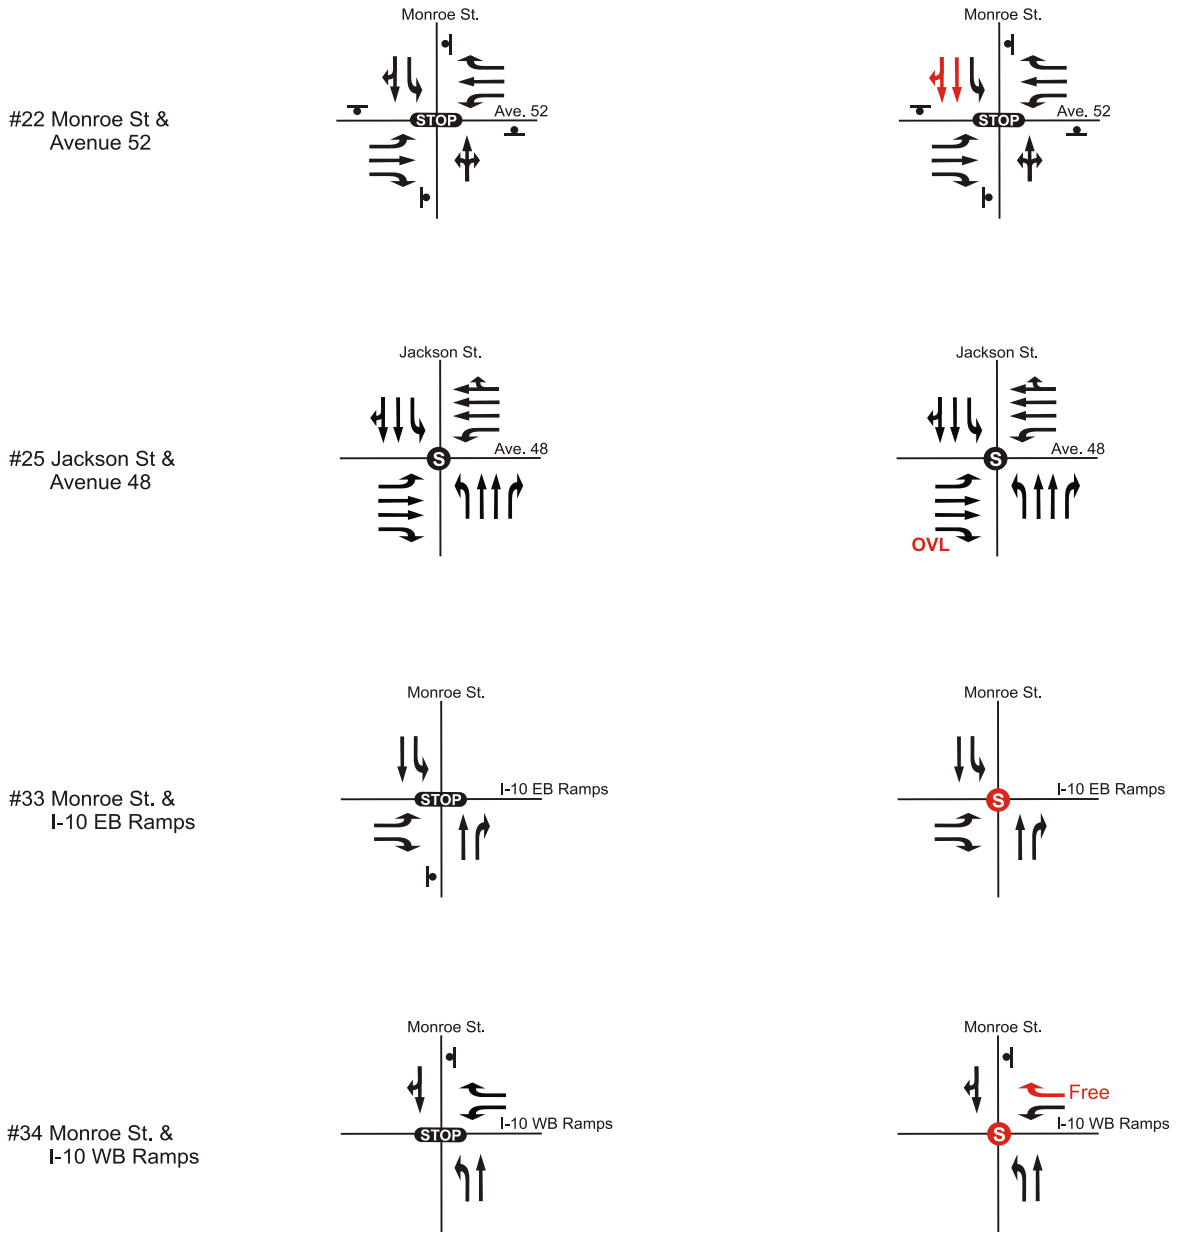 Monroe St.
Monroe St.
#22 Monroe St &
Avenue 52
STOP
Ave. 52
STOP
Ave. 52
Jackson St.
Jackson St.
#25 Jackson St &
Avenue 48
S
Ave. 48
S
Ave. 48
OVL
Monroe St.
Monroe St.
#33 Monroe St. &
I-10 EB Ramps
STOP
I-10 EB Ramps
S
I-10 EB Ramps
Monroe St.
Monroe St.
Free
#34 Monroe St. &
I-10 WB Ramps
STOP
I-10 WB Ramps
S
I-10 WB Ramps